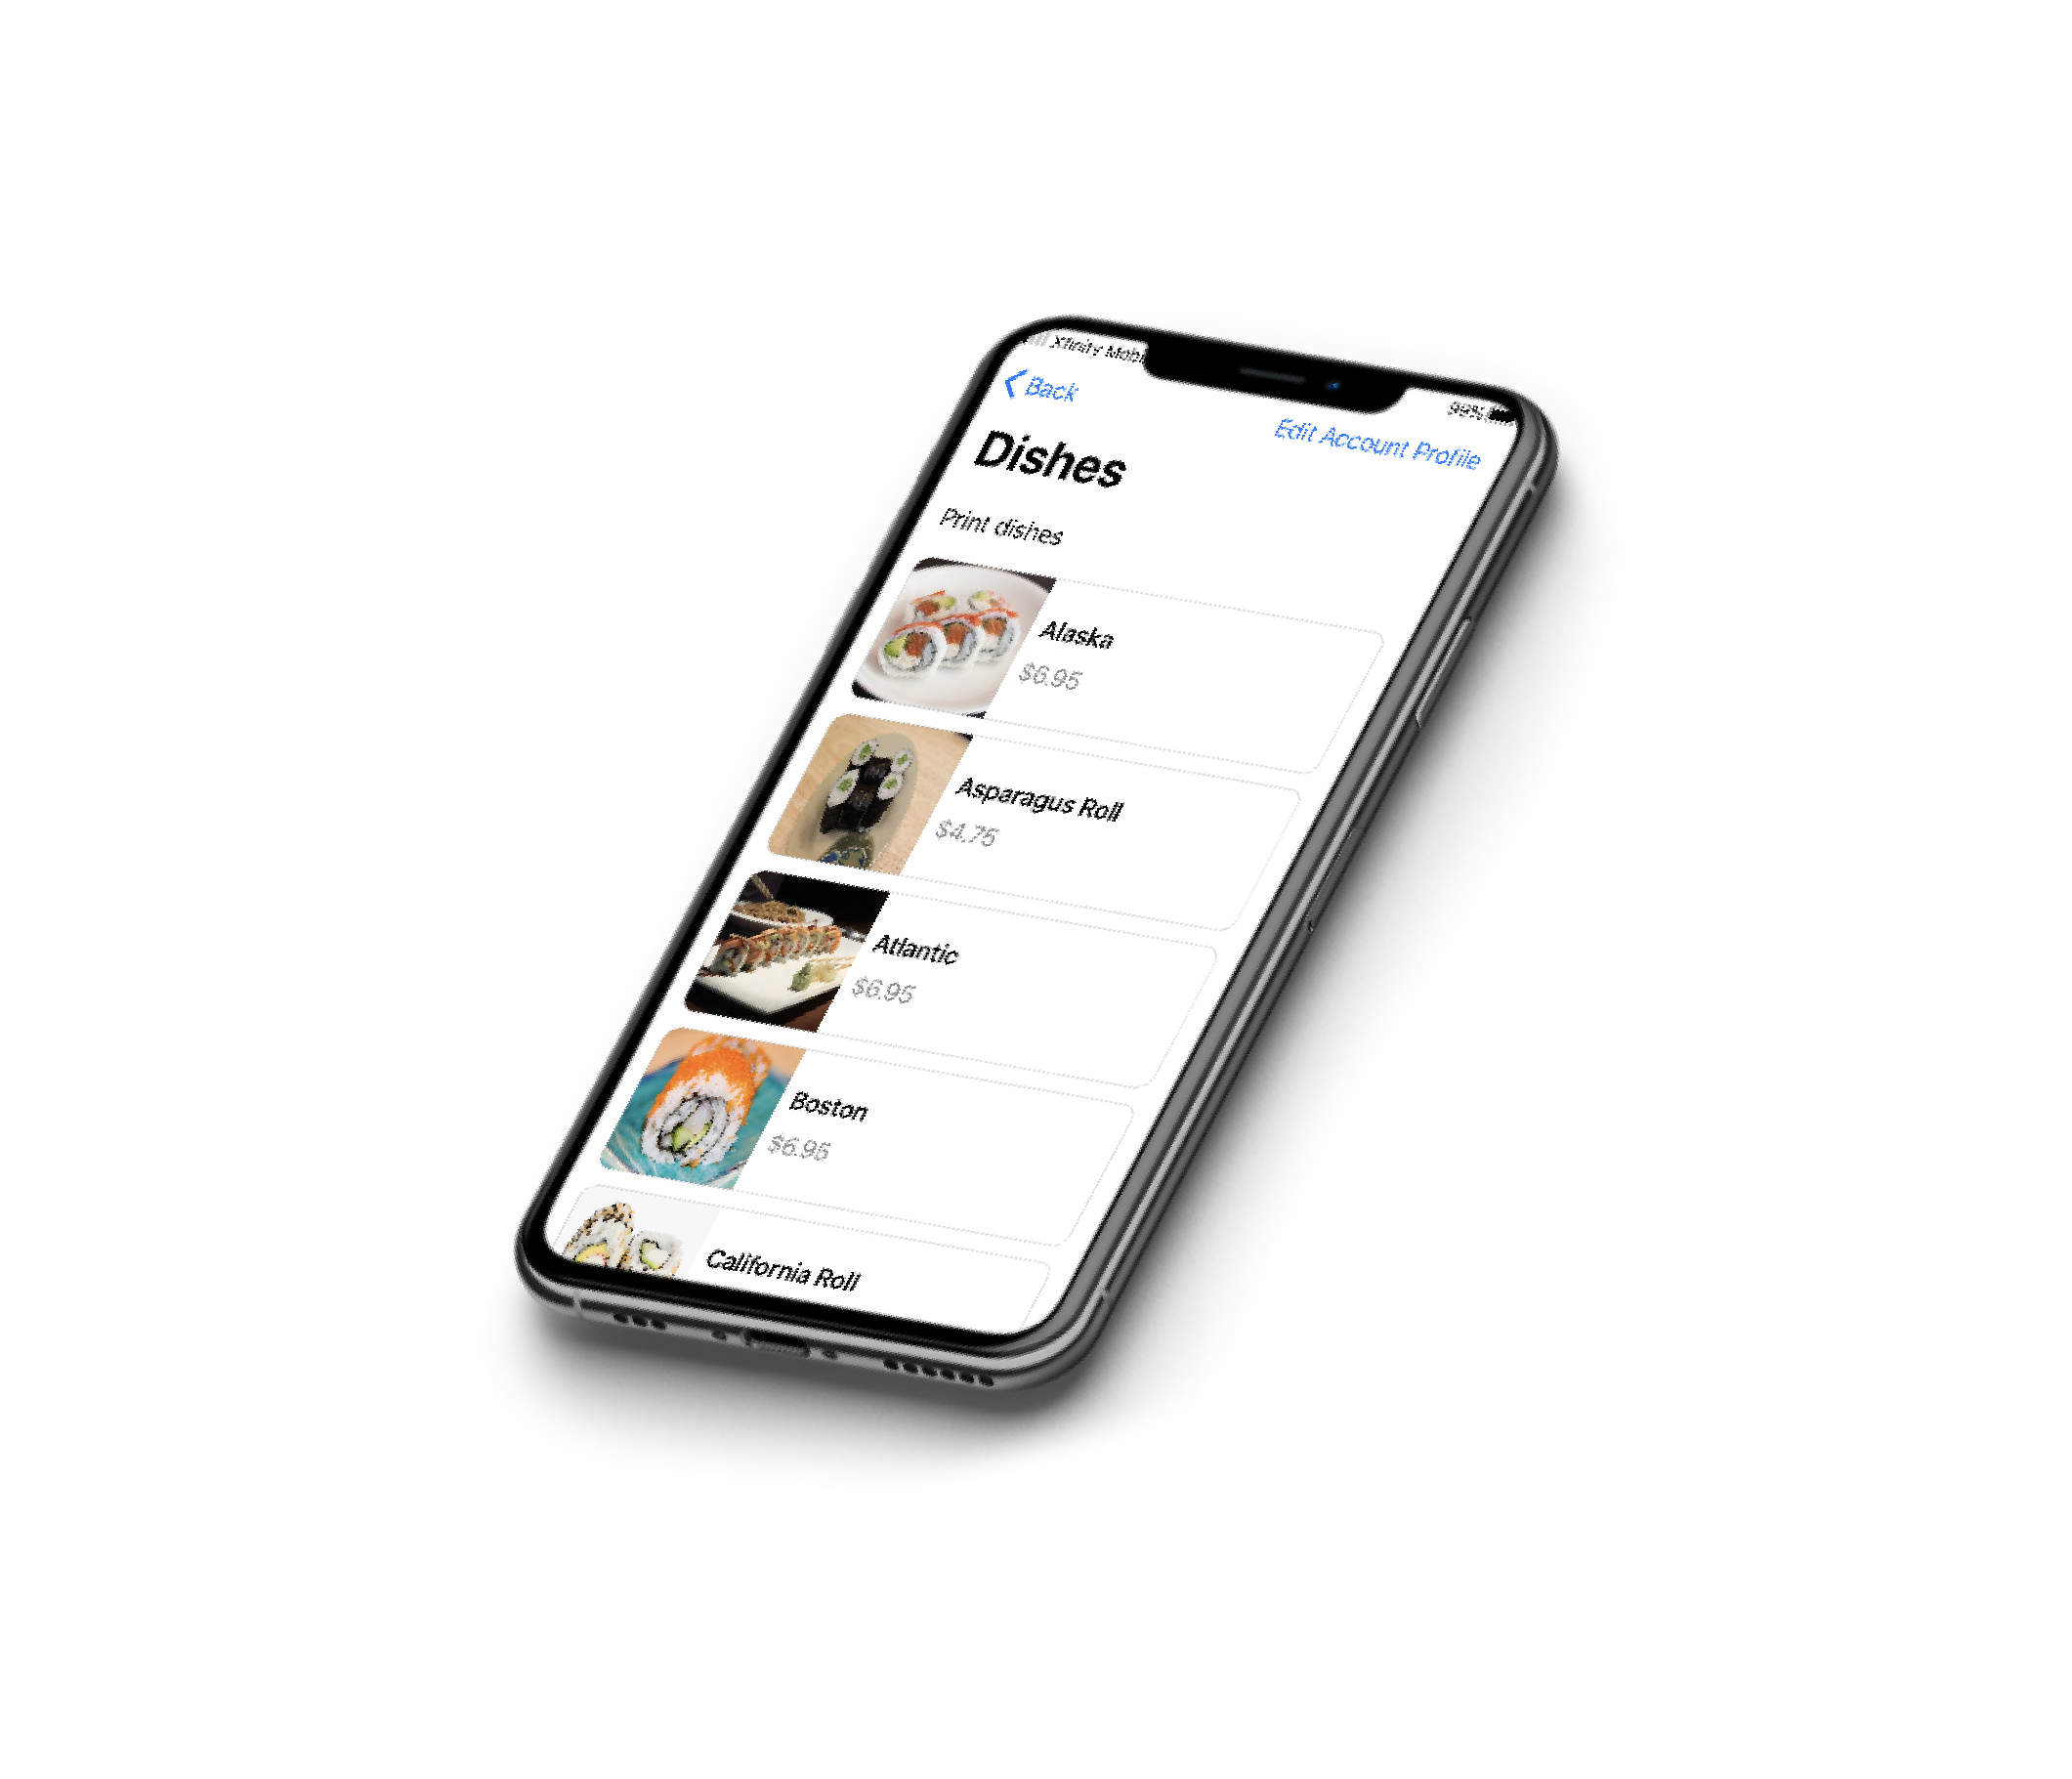 Xfinity Mobi
99%
Back
Edit Account Profile
Dishes
Print dishes
Alaska
$6.95
Asparagus Roll
$4.75
Atlantic
$6.95
Boston
$6.95
California Roll